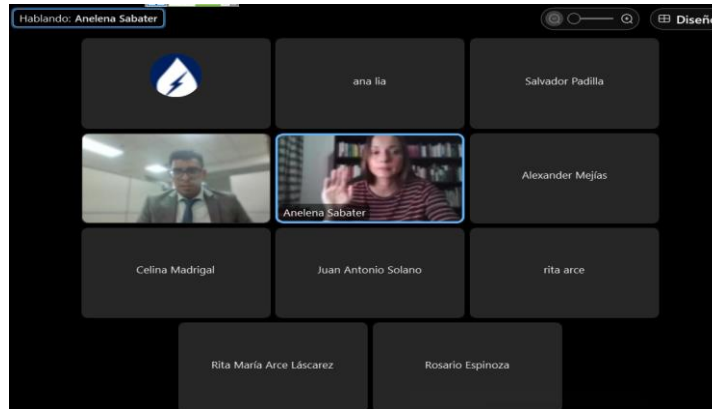 Hablando: Anelena Sabater
Diseño
ana lia
Salvador Padilla
Anelena Sabater
Alexander Mejías
Celina Madrigal
Juan Antonio Solano
rita arce
Rita María Arce Láscarez
Rosario Espinoza